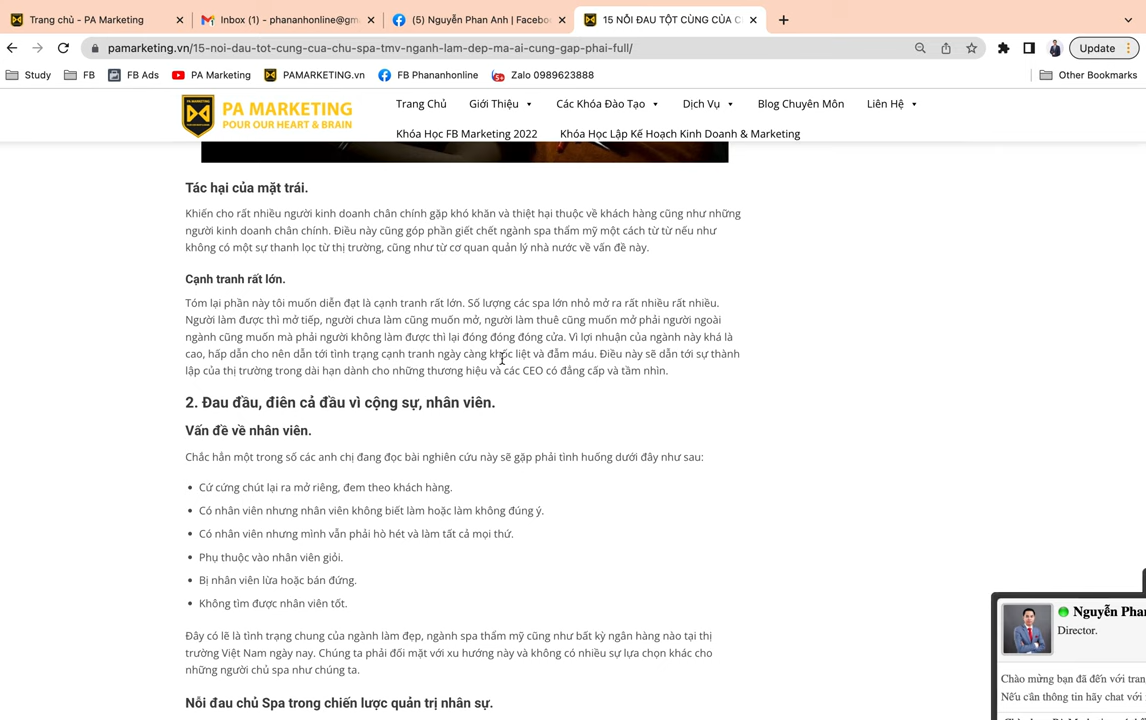 Trang chủ - PA Marketing
Inbox (1) - phananhonline@gm
(5) Nguyễn Phan Anh | Facebo
15 NỖI ĐAU TỘT CÙNG CỦA C
pamarketing.vn/15-noi-dau-tot-cung-cua-chu-spa-tmv-nganh-lam-dep-ma-ai-cung-gap-phai-full/
Update
Study
FB
FB Ads
PA Marketing
PAMARKETING.vn
FB Phananhonline
Zalo 0989623888
Other Bookmarks
PA MARKETING
POUR OUR HEART & BRAIN
Trang Chủ
Giới Thiệu
Các Khóa Đào Tạo
Dịch Vụ
Blog Chuyên Môn
Liên Hệ
Khóa Học FB Marketing 2022
Khóa Học Lập Kế Hoạch Kinh Doanh & Marketing
Tác hại của mặt trái.
Khiến cho rất nhiều người kinh doanh chân chính gặp khó khăn và thiệt hại thuộc về khách hàng cũng như những
người kinh doanh chân chính. Điều này cũng góp phần giết chết ngành spa thẩm mỹ một cách từ từ nếu như
không có một sự thanh lọc từ thị trường, cũng như từ cơ quan quản lý nhà nước về vấn đề này.
Cạnh tranh rất lớn.
Tóm lại phần này tôi muốn diễn đạt là cạnh tranh rất lớn. Số lượng các spa lớn nhỏ mở ra rất nhiều rất nhiều.
Người làm được thì mở tiếp, người chưa làm cũng muốn mở, người làm thuê cũng muốn mở phải người ngoài
ngành cũng muốn mà phải người không làm được thì lại đóng đóng đóng cửa. Vì lợi nhuận của ngành này khá là
cao, hấp dẫn cho nên dẫn tới tình trạng cạnh tranh ngày càng khốc liệt và đẫm máu. Điều này sẽ dẫn tới sự thành
lập của thị trường trong dài hạn dành cho những thương hiệu và các CEO có đẳng cấp và tầm nhìn.
2. Đau đầu, điên cả đầu vì cộng sự, nhân viên.
Vấn đề về nhân viên.
Chắc hẳn một trong số các anh chị đang đọc bài nghiên cứu này sẽ gặp phải tình huống dưới đây như sau:
Cứ cứng chút lại ra mở riêng, đem theo khách hàng.
Có nhân viên nhưng nhân viên không biết làm hoặc làm không đúng ý.
Có nhân viên nhưng mình vẫn phải hò hét và làm tất cả mọi thứ.
Phụ thuộc vào nhân viên giỏi.
Bị nhân viên lừa hoặc bán đứng.
Không tìm được nhân viên tốt.
Đây có lẽ là tình trạng chung của ngành làm đẹp, ngành spa thẩm mỹ cũng như bất kỳ ngân hàng nào tại thị
trường Việt Nam ngày nay. Chúng ta phải đối mặt với xu hướng này và không có nhiều sự lựa chọn khác cho
những người chủ spa như chúng ta.
Nỗi đau chủ Spa trong chiến lược quản trị nhân sự.
Nguyễn Phan
Director.
Chào mừng bạn đã đến với tran
Nếu cần thông tin hãy chat với